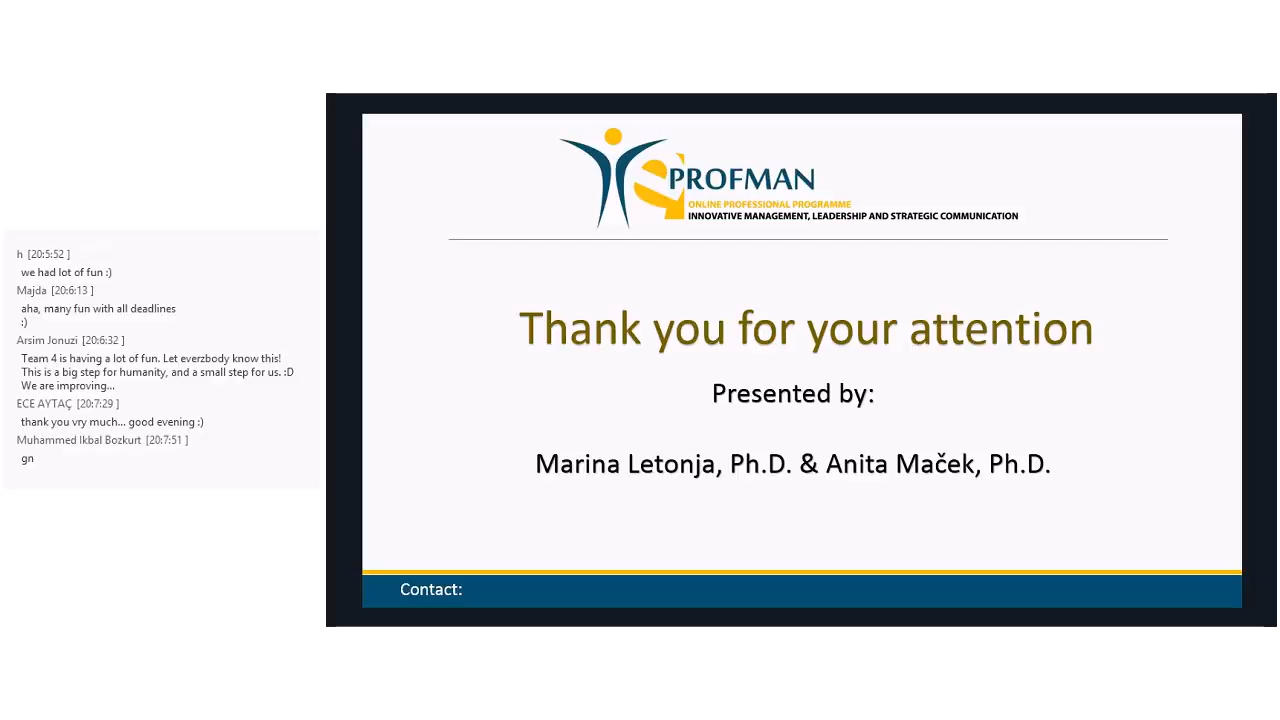 h [20:5:52 ]
we had lot of fun :)
Majda [20:6:13 ]
aha, many fun with all deadlines
:)
Arsim Jonuzi [20:6:32 ]
Team 4 is having a lot of fun. Let everzbody know this!
This is a big step for humanity, and a small step for us. :D
We are improving...
ECE AYTAÇ [20:7:29 ]
thank you vry much... good evening :)
Muhammed Ikbal Bozkurt [20:7:51 ]
gn
PROFMAN
ONLINE PROFESSIONAL PROGRAMME
INNOVATIVE MANAGEMENT, LEADERSHIP AND STRATEGIC COMMUNICATION
Thank you for your attention
Presented by:
Marina Letonja, Ph.D. & Anita Maček, Ph.D.
Contact: